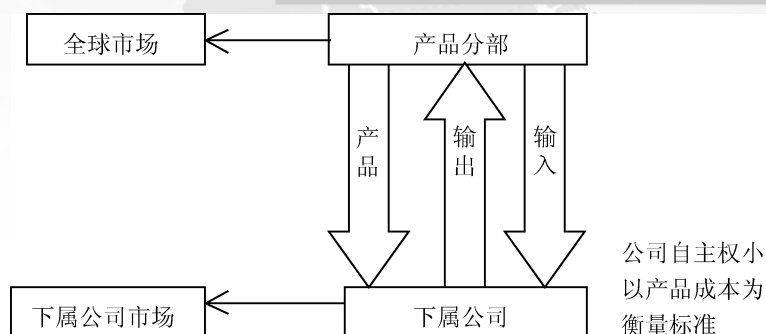 全球市场
产品分部
产品
输出
输入
公司自主权小
以产品成本为
衡量标准
下属公司市场
下属公司